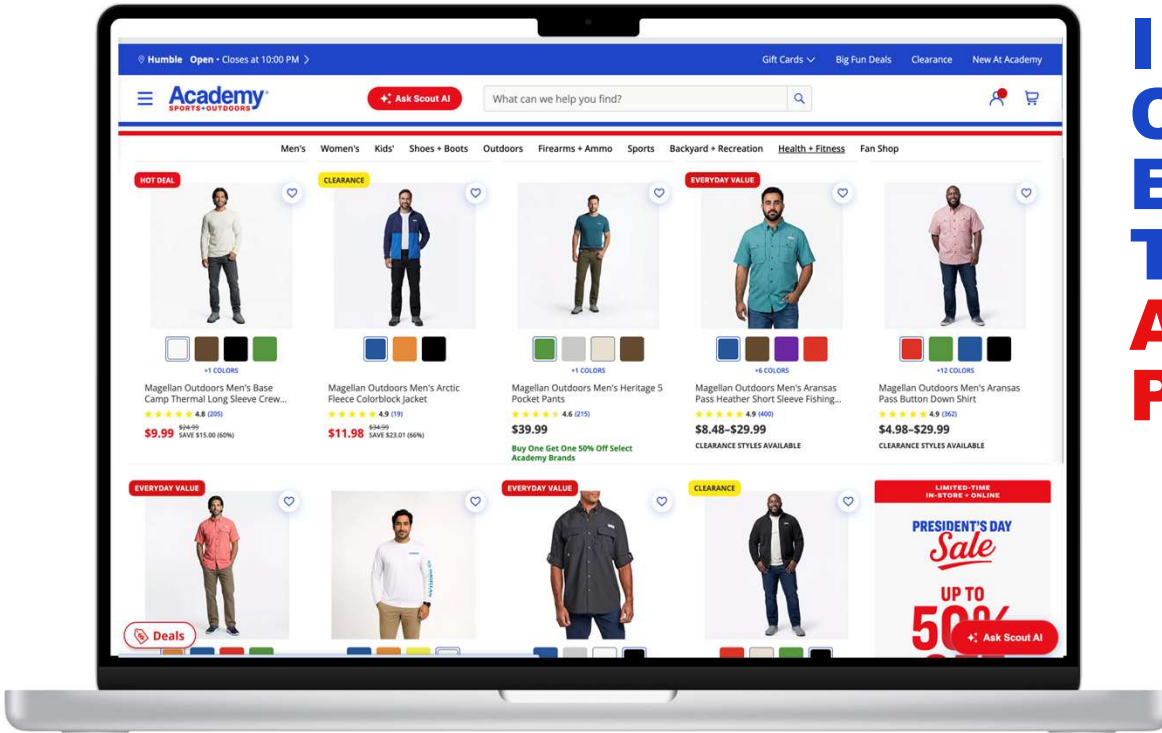 Humble Open • Closes at 10:00 PM >
Gift Cards Big Fun Deals Clearance New At Academy
Academy
SPORTS+OUTDOORS
Ask Scout AI
What can we help you find?
Men's Women's Kids' Shoes + Boots Outdoors Firearms + Ammo Sports Backyard + Recreation Health + Fitness Fan Shop
HOT DEAL
CLEARANCE
EVERYDAY VALUE
+1 COLORS
+1 COLORS
+6 COLORS
+12 COLORS
Magellan Outdoors Men's Base
Camp Thermal Long Sleeve Crew...
4.8 (205)
$9.99 $24.99
SAVE $15.00 (60%)
Magellan Outdoors Men's Arctic
Fleece Colorblock Jacket
4.9 (19)
$11.98 $34.99
SAVE $23.01 (66%)
Magellan Outdoors Men's Heritage 5
Pocket Pants
4.6 (215)
$39.99
Buy One Get One 50% Off Select
Academy Brands
Magellan Outdoors Men's Aransas
Pass Heather Short Sleeve Fishing...
4.9 (400)
$8.48–$29.99
CLEARANCE STYLES AVAILABLE
Magellan Outdoors Men's Aransas
Pass Button Down Shirt
4.9 (362)
$4.98–$29.99
CLEARANCE STYLES AVAILABLE
EVERYDAY VALUE
EVERYDAY VALUE
CLEARANCE
LIMITED-TIME
IN-STORE + ONLINE
PRESIDENT'S DAY
Sale
UP TO
50%
Deals
Ask Scout AI
I
E
T
A
P